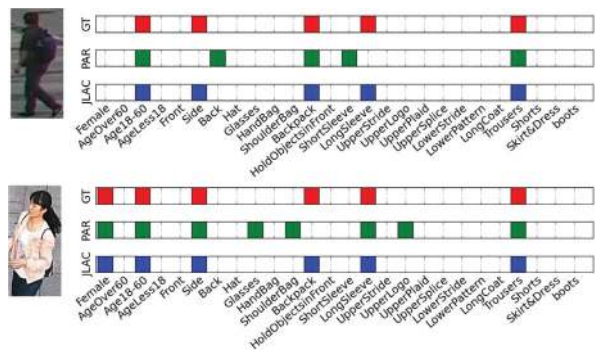 GT
PAR
JLAC
Female
AgeOver60
Age18-60
AgeLess18
Front
Side
Back
Hat
Glasses
HandBag
ShoulderBag
Backpack
HoldObjectsinFront
ShortSleeve
LongSleeve
UpperStride
UpperLogo
UpperPlaid
UpperSplice
LowerStride
LowerPattern
LongCoat
Trousers
Shorts
Skirt&Dress
boots
GT
PAR
JLAC
Female
AgeOver60
Age18-60
AgeLess18
Front
Side
Back
Hat
Glasses
HandBag
ShoulderBag
Backpack
HoldObjectsinFront
ShortSleeve
LongSleeve
UpperStride
UpperLogo
UpperPlaid
UpperSplice
LowerStride
LowerPattern
LongCoat
Trousers
Shorts
Skirt&Dress
boots